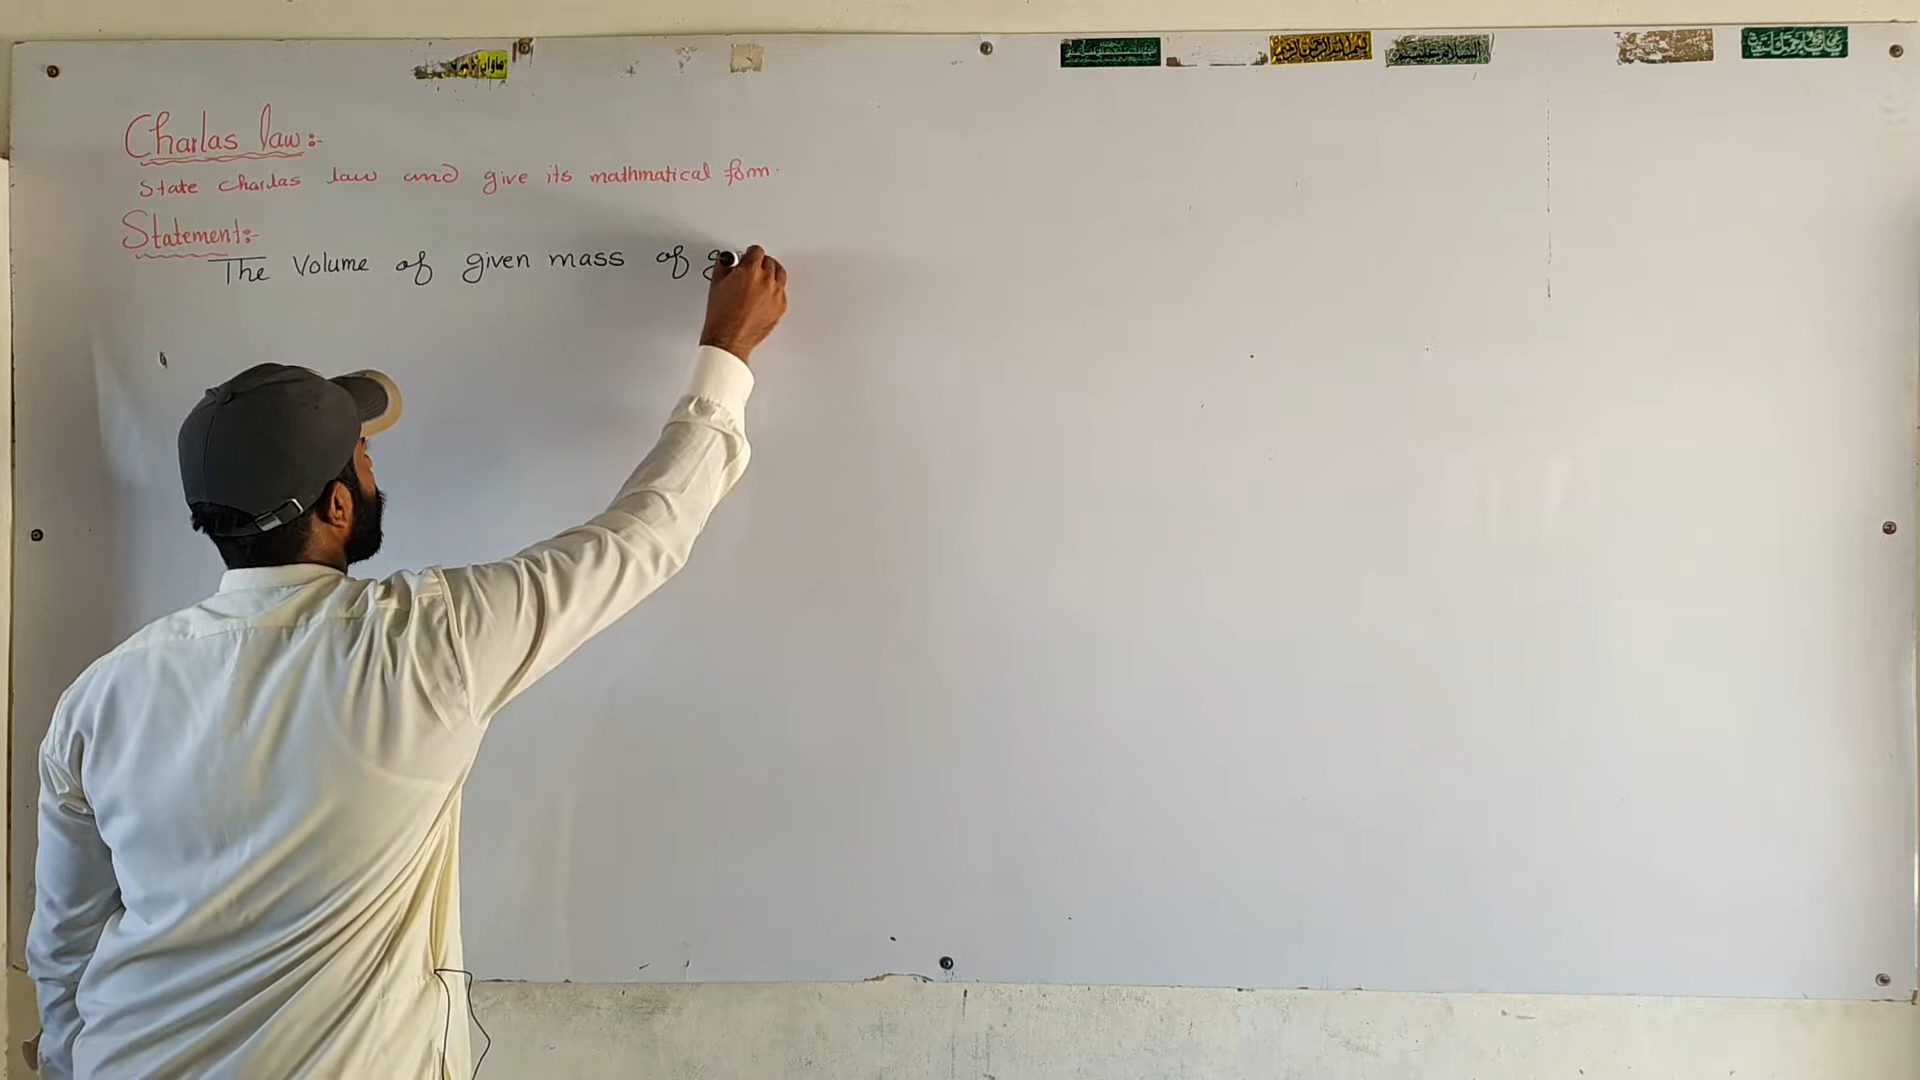 Charlas law:-
State Charlas law and give its mathmatical form.
Statement:-
The Volume of given mass of